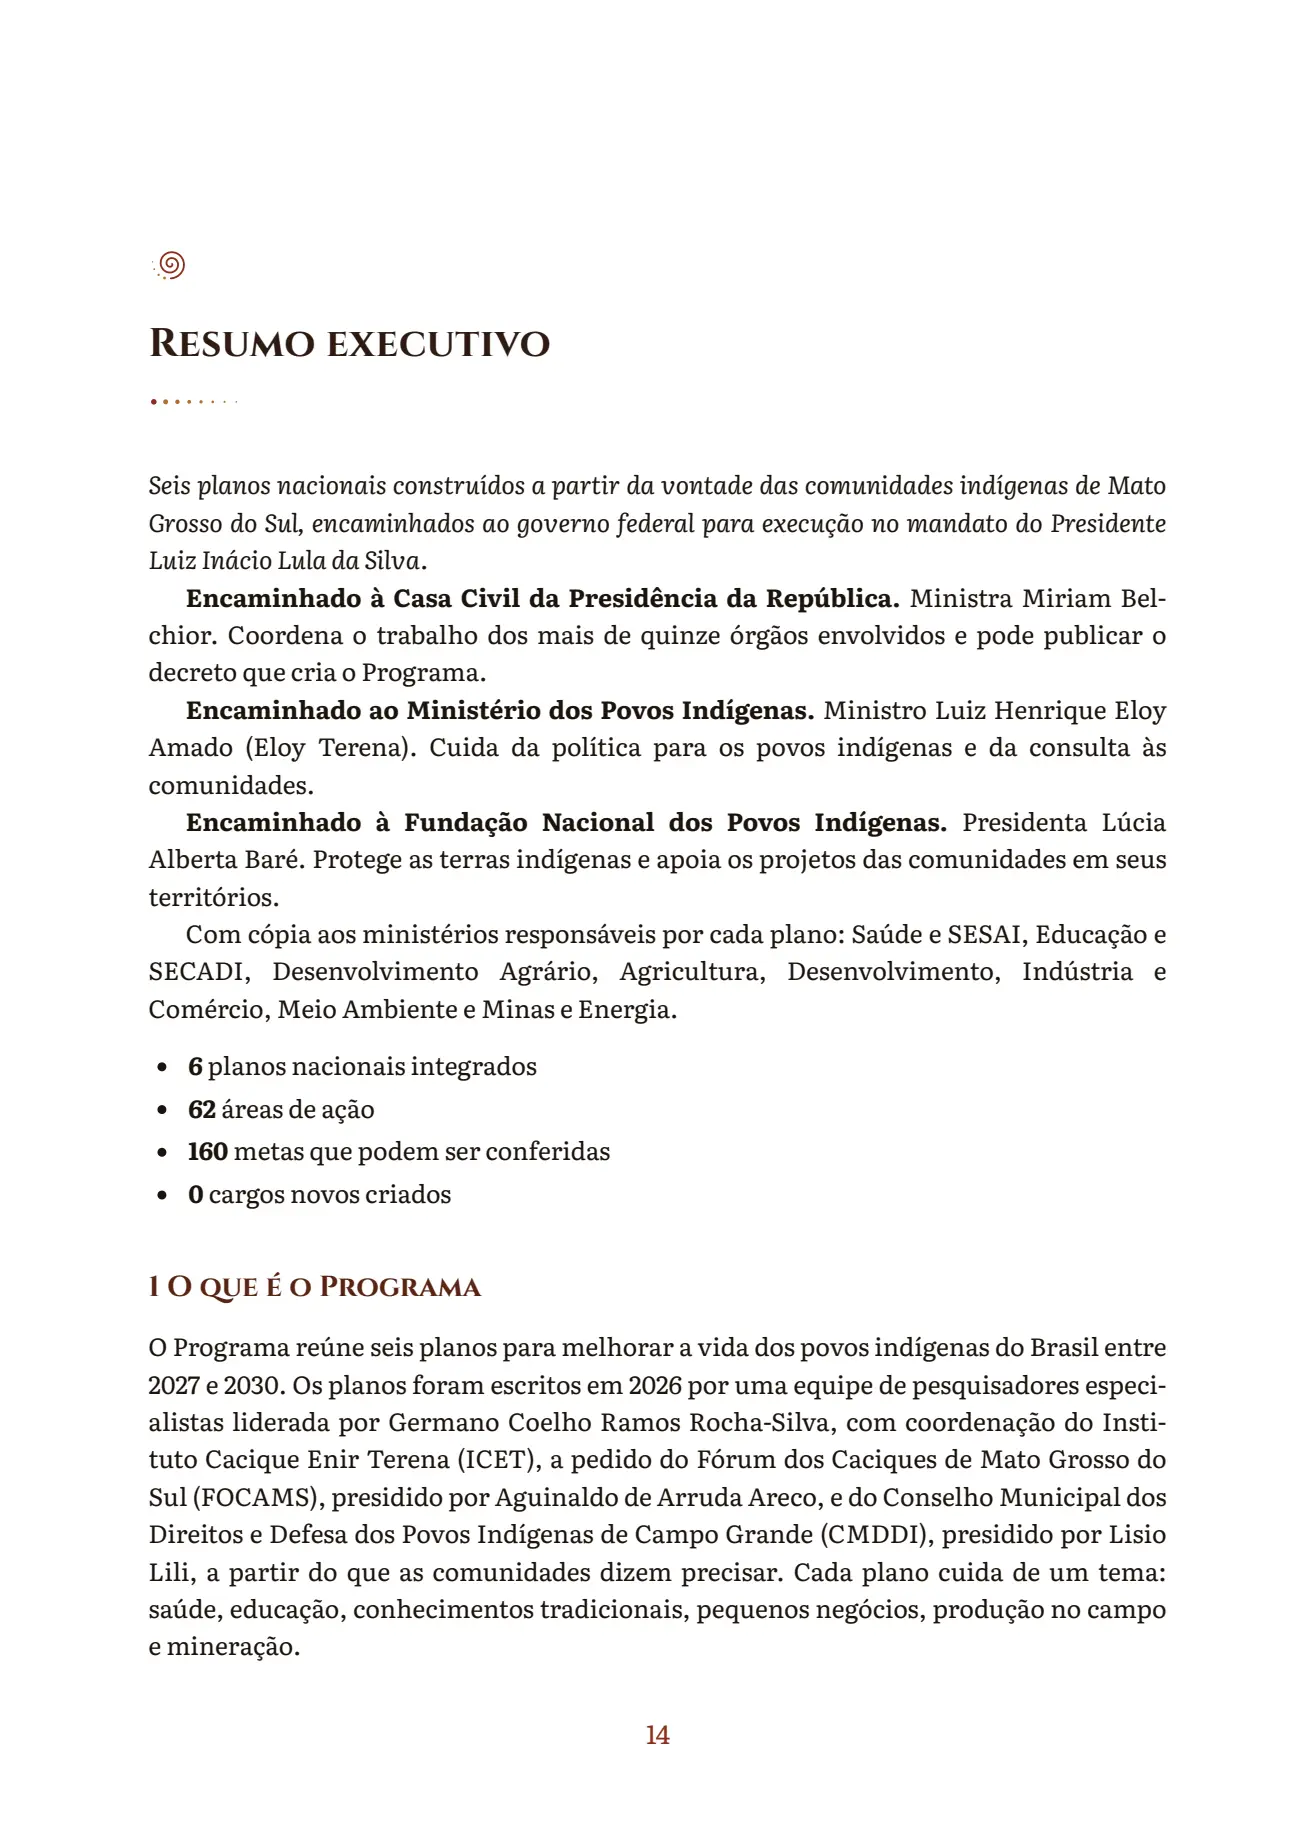 Resumo executivo
Seis planos nacionais construídos a partir da vontade das comunidades indígenas de Mato
Grosso do Sul, encaminhados ao governo federal para execução no mandato do Presidente
Luiz Inácio Lula da Silva.
Encaminhado à Casa Civil da Presidência da República. Ministra Miriam Bel-
chior. Coordena o trabalho dos mais de quinze órgãos envolvidos e pode publicar o
decreto que cria o Programa.
Encaminhado ao Ministério dos Povos Indígenas. Ministro Luiz Henrique Eloy
Amado (Eloy Terena). Cuida da política para os povos indígenas e da consulta às
comunidades.
Encaminhado à Fundação Nacional dos Povos Indígenas. Presidenta Lúcia
Alberta Baré. Protege as terras indígenas e apoia os projetos das comunidades em seus
territórios.
Com cópia aos ministérios responsáveis por cada plano: Saúde e SESAI, Educação e
SECADI, Desenvolvimento Agrário, Agricultura, Desenvolvimento, Indústria e
Comércio, Meio Ambiente e Minas e Energia.
• 6 planos nacionais integrados
• 62 áreas de ação
• 160 metas que podem ser conferidas
• 0 cargos novos criados
1 O que é o Programa
O Programa reúne seis planos para melhorar a vida dos povos indígenas do Brasil entre
2027 e 2030. Os planos foram escritos em 2026 por uma equipe de pesquisadores especi-
alistas liderada por Germano Coelho Ramos Rocha-Silva, com coordenação do Insti-
tuto Cacique Enir Terena (ICET), a pedido do Fórum dos Caciques de Mato Grosso do
Sul (FOCAMS), presidido por Aguinaldo de Arruda Areco, e do Conselho Municipal dos
Direitos e Defesa dos Povos Indígenas de Campo Grande (CMDDI), presidido por Lisio
Lili, a partir do que as comunidades dizem precisar. Cada plano cuida de um tema:
saúde, educação, conhecimentos tradicionais, pequenos negócios, produção no campo
e mineração.
14